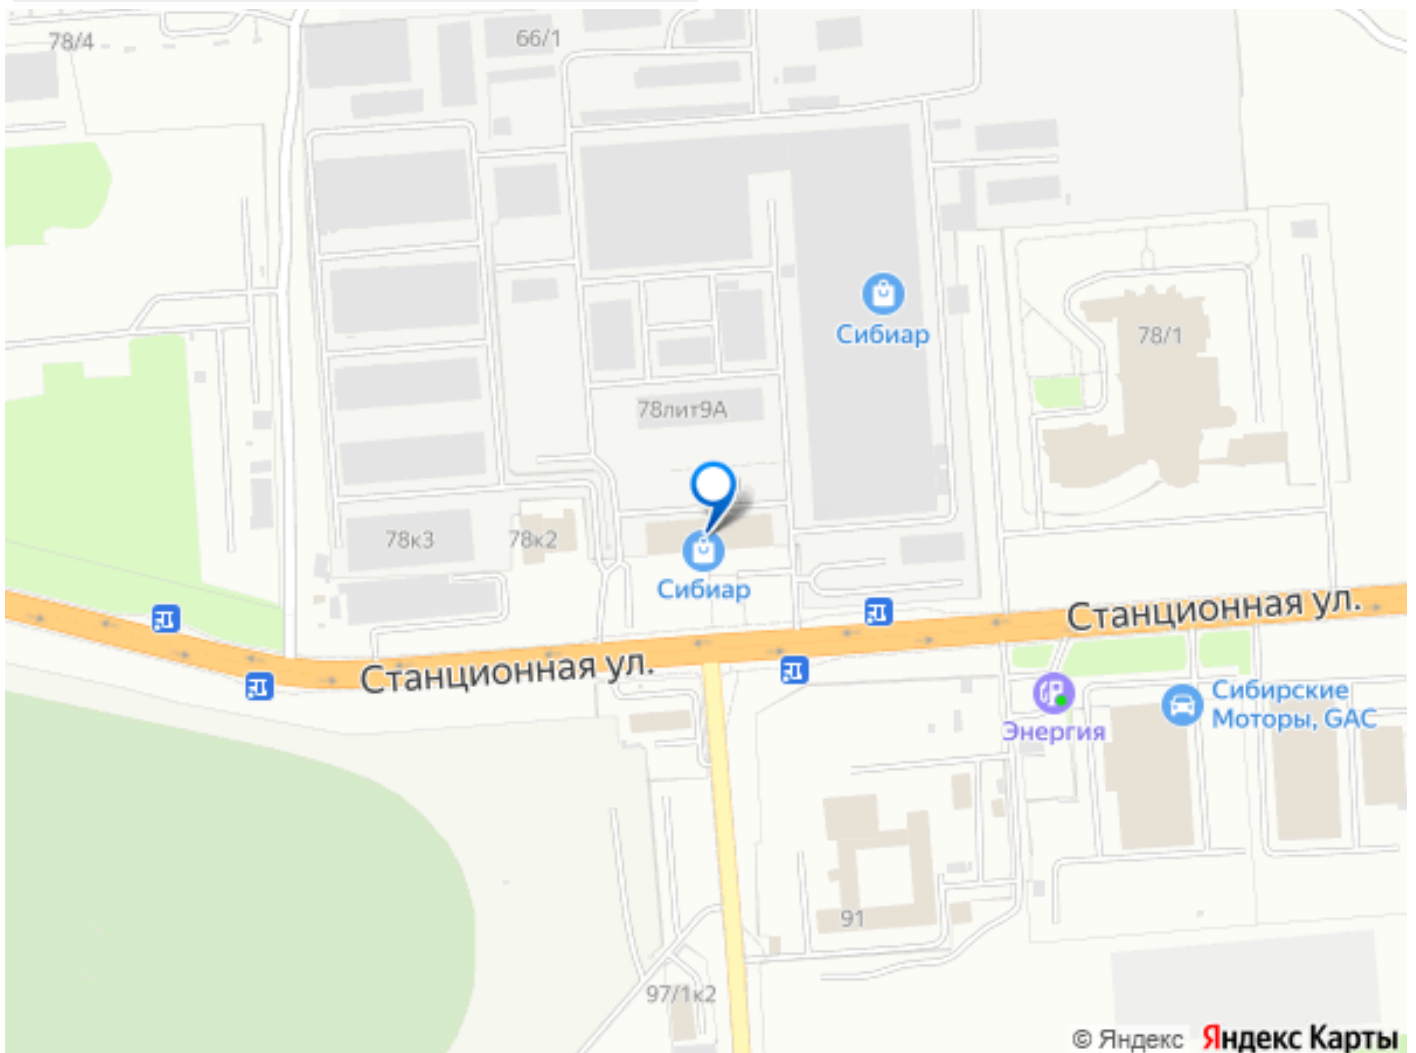 78/4
66/1
Сибиар
78/1
78лит9А
78к3
78к2
Сибиар
Станционная ул.
Станционная ул.
Сибирские
Моторы, GAC
Энергия
91
97/1к2
© Яндекс Яндекс Карты